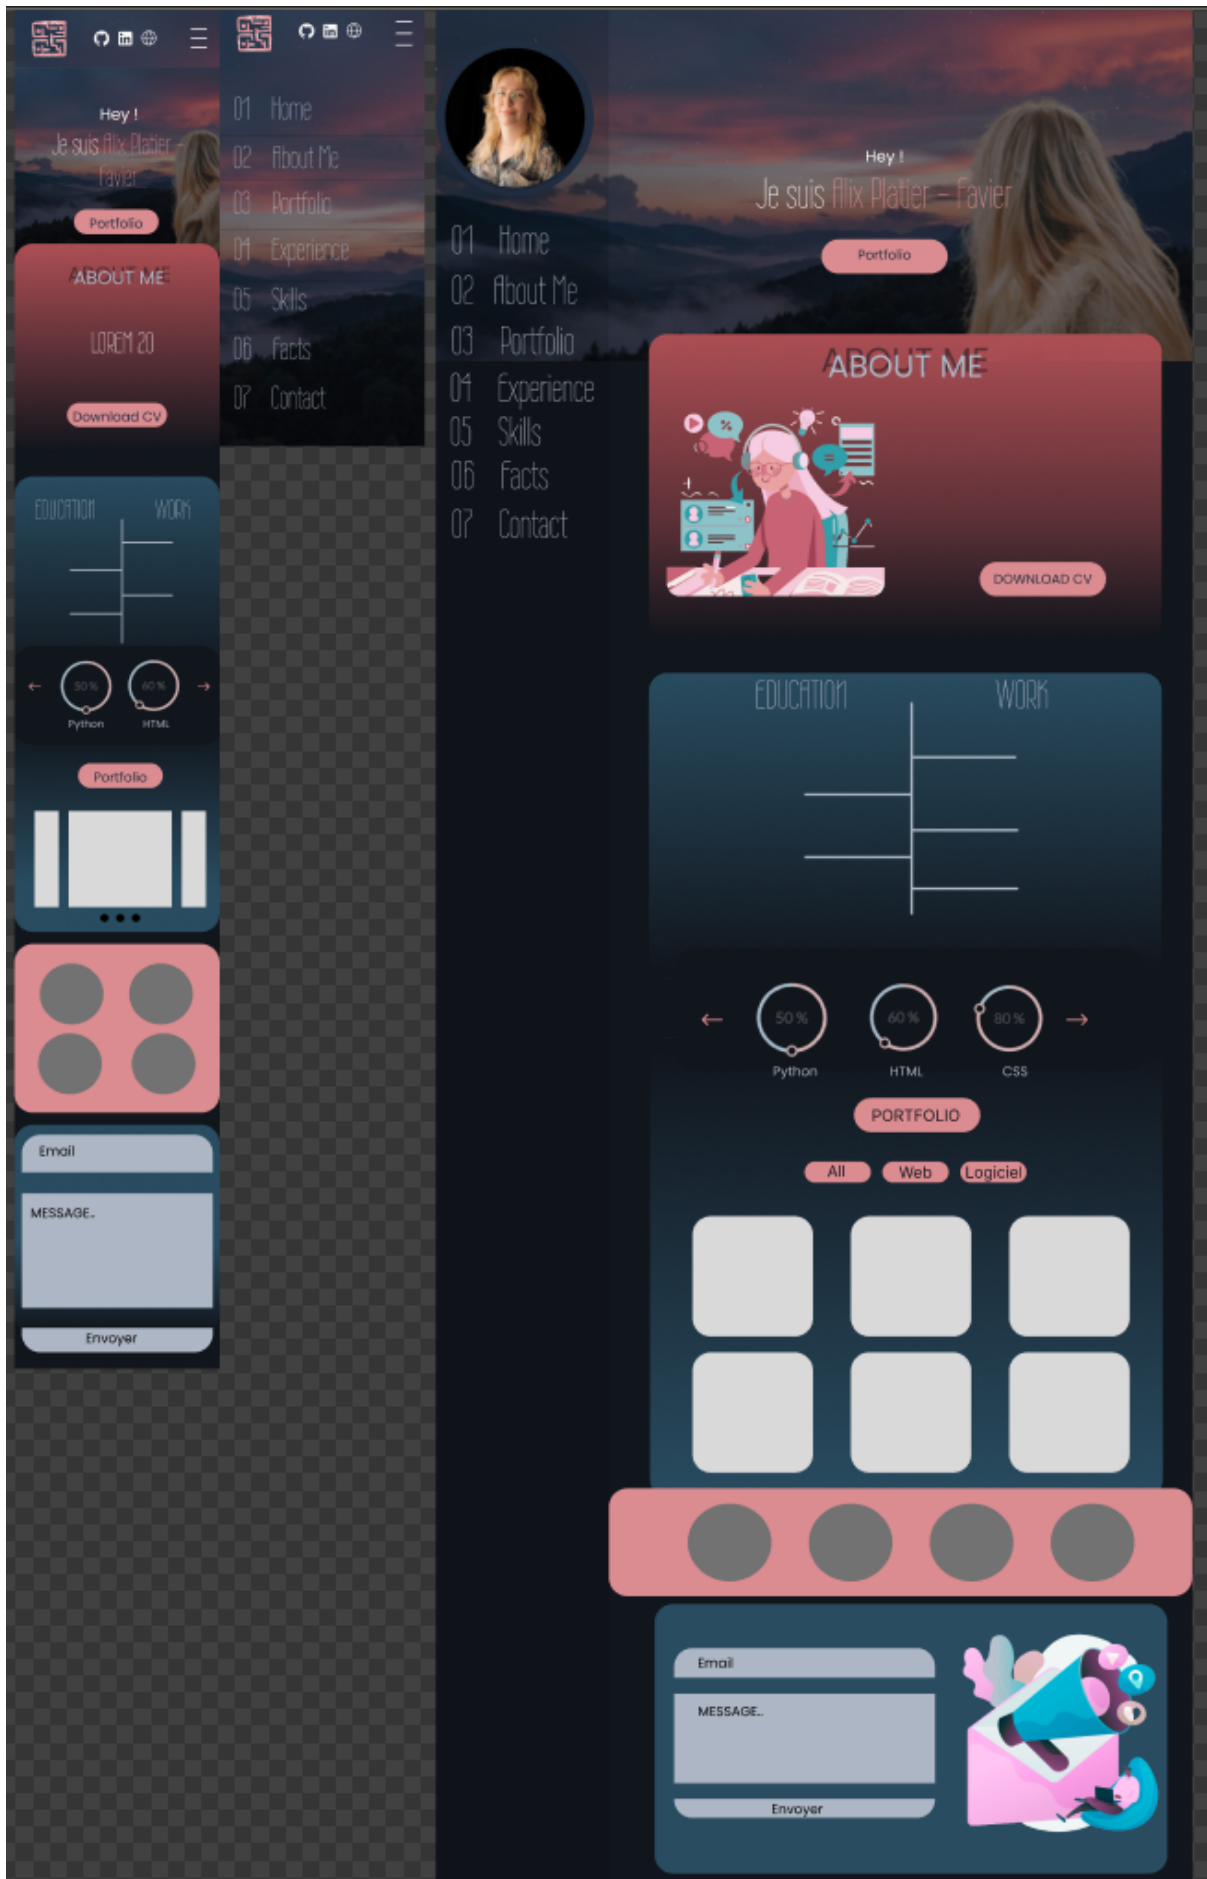 Hey !
Je suis Alix Platier -
Favier
Portfolio
ABOUT ME
LOREM 20
Download CV
EDUCATION
WORK
50 %
60 %
Python
HTML
Portfolio
Email
MESSAGE..
Envoyer
01 Home
02 About Me
03 Portfolio
04 Experience
05 Skills
06 Facts
07 Contact
01 Home
02 About Me
03 Portfolio
04 Experience
05 Skills
06 Facts
07 Contact
Hey !
Je suis Alix Platier - Favier
Portfolio
ABOUT ME
DOWNLOAD CV
EDUCATION
WORK
50 %
60 %
80 %
Python
HTML
CSS
PORTFOLIO
All
Web
Logiciel
Email
MESSAGE..
Envoyer